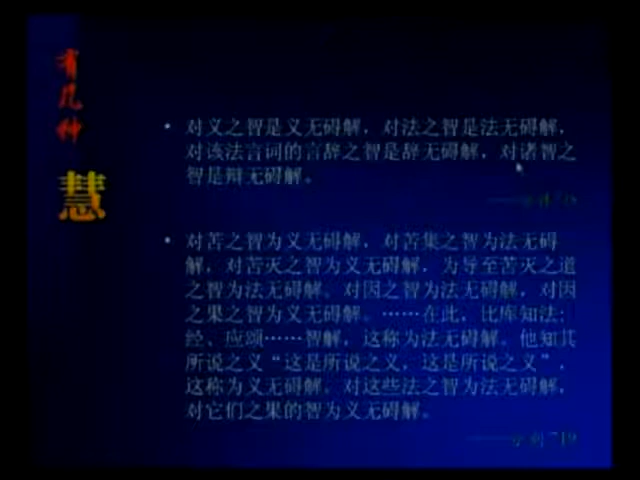 有几种
慧
• 对义之智是义无碍解，对法之智是法无碍解，
对该法言词的言辞之智是辞无碍解，对诸智之
智是辩无碍解。
• 对苦之智为义无碍解，对苦集之智为法无碍
解，对苦灭之智为义无碍解，为导至苦灭之道
之智为法无碍解。对因之智为法无碍解，对因
之果之智为义无碍解。……在此，比库知法:
经、应颂……智解，这称为法无碍解。他知其
所说之义“这是所说之义，这是所说之义”，
这称为义无碍解。对这些法之智为法无碍解，
对它们之果的智为义无碍解。